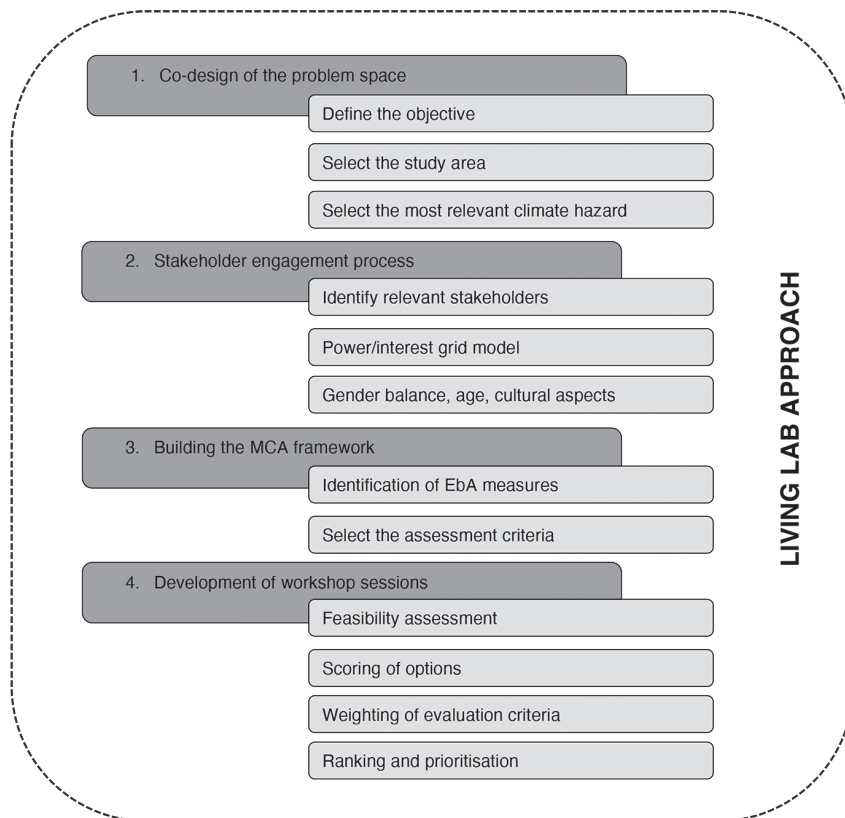 1. Co-design of the problem space
Define the objective
Select the study area
Select the most relevant climate hazard
2. Stakeholder engagement process
Identify relevant stakeholders
Power/interest grid model
Gender balance, age, cultural aspects
3. Building the MCA framework
Identification of EbA measures
Select the assessment criteria
4. Development of workshop sessions
Feasibility assessment
Scoring of options
Weighting of evaluation criteria
Ranking and prioritisation
LIVING LAB APPROACH